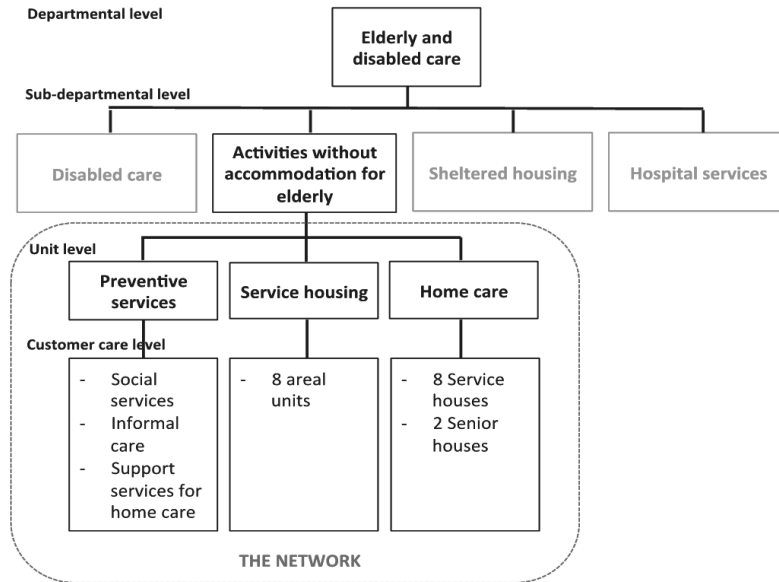 Departmental level
Elderly and
disabled care
Sub-departmental level
Disabled care
Activities without
accommodation for
elderly
Sheltered housing
Hospital services
Unit level
Preventive
services
Service housing
Home care
Customer care level
- Social
services
- Informal
care
- Support
services for
home care
- 8 areal
units
- 8 Service
houses
- 2 Senior
houses
THE NETWORK